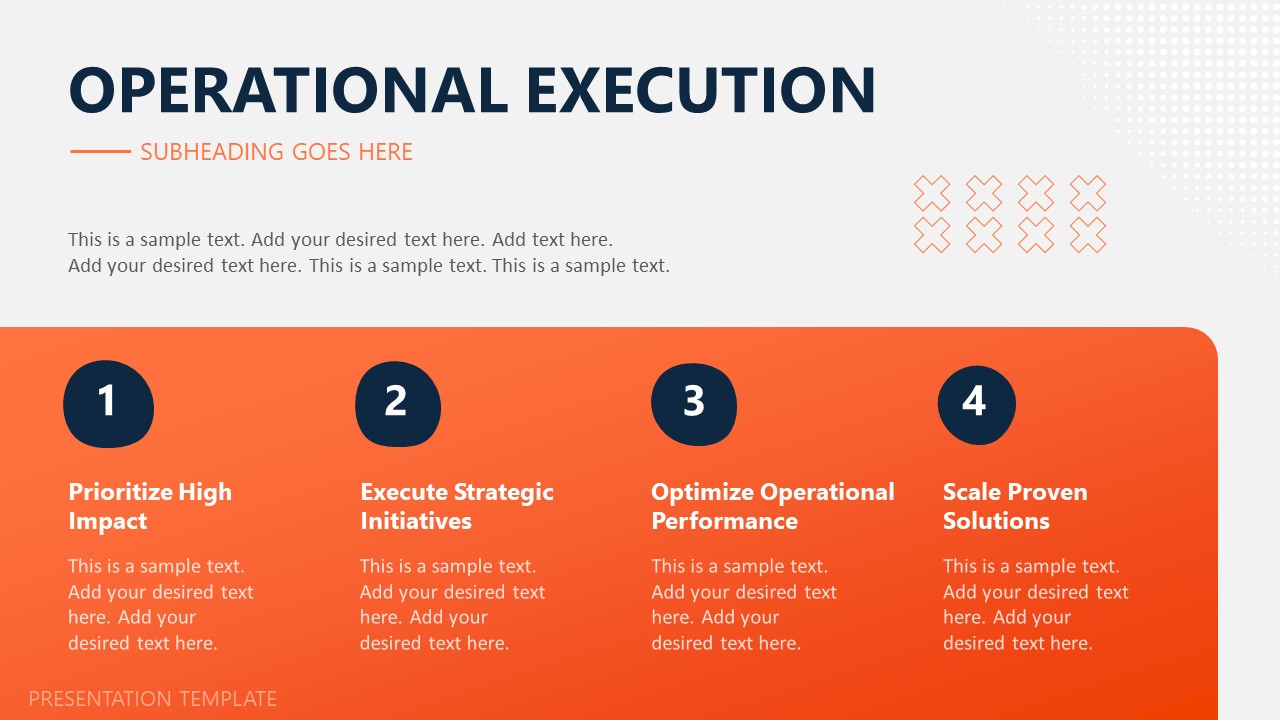 OPERATIONAL EXECUTION
SUBHEADING GOES HERE
This is a sample text. Add your desired text here. Add text here.
Add your desired text here. This is a sample text. This is a sample text.
1
Prioritize High
Impact
This is a sample text.
Add your desired text
here. Add your
desired text here.
2
Execute Strategic
Initiatives
This is a sample text.
Add your desired text
here. Add your
desired text here.
3
Optimize Operational
Performance
This is a sample text.
Add your desired text
here. Add your
desired text here.
4
Scale Proven
Solutions
This is a sample text.
Add your desired text
here. Add your
desired text here.
PRESENTATION TEMPLATE